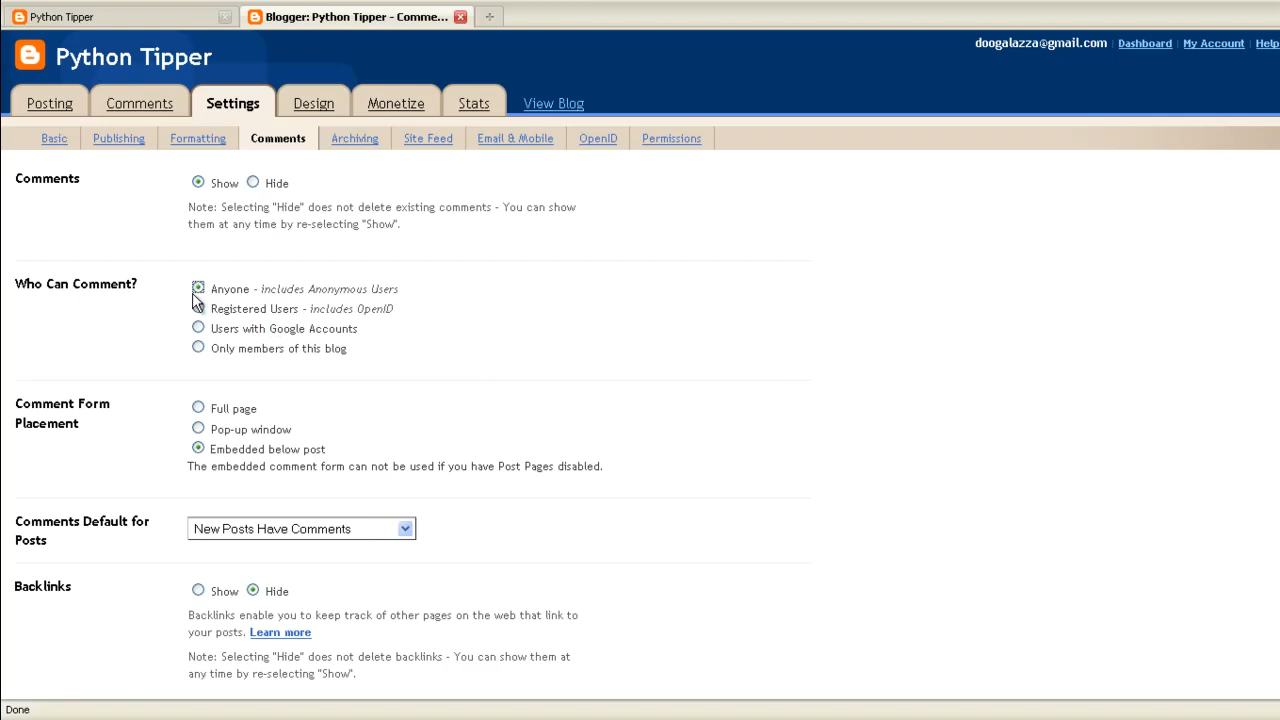 Python Tipper
Blogger: Python Tipper - Comme...
doogalazza@gmail.com Dashboard My Account Help
Python Tipper
Posting Comments Settings Design Monetize Stats View Blog
Basic Publishing Formatting Comments Archiving Site Feed Email & Mobile OpenID Permissions
Comments
Show Hide
Note: Selecting "Hide" does not delete existing comments - You can show
them at any time by re-selecting "Show".
Who Can Comment?
Anyone - includes Anonymous Users
Registered Users - includes OpenID
Users with Google Accounts
Only members of this blog
Comment Form
Placement
Full page
Pop-up window
Embedded below post
The embedded comment form can not be used if you have Post Pages disabled.
Comments Default for
Posts
New Posts Have Comments
Backlinks
Show Hide
Backlinks enable you to keep track of other pages on the web that link to
your posts. Learn more
Note: Selecting "Hide" does not delete backlinks - You can show them at
any time by re-selecting "Show".
Done